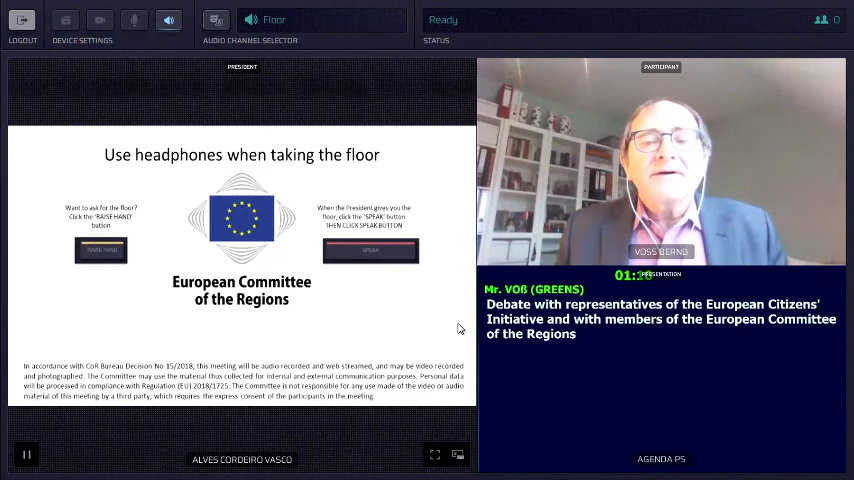 Floor
Ready
0
LOGOUT
DEVICE SETTINGS
AUDIO CHANNEL SELECTOR
STATUS
PRESIDENT
PARTICIPANT
Use headphones when taking the floor
Want to ask for the floor?
Click the 'RAISE HAND'
button
RAISE HAND
When the President gives you the
floor, click the 'SPEAK' button
THEN CLICK SPEAK BUTTON
SPEAK
European Committee
of the Regions
In accordance with CoR Bureau Decision No 15/2018, this meeting will be audio recorded and web-streamed, and may be video recorded
and photographed. The Committee may use the material thus collected for internal and external communication purposes. Personal data
will be processed in compliance with Regulation (EU) 2018/1725. The Committee is not responsible for any use made of the video or audio
material of this meeting by a third party, which requires the express consent of the participants in the meeting.
ALVES CORDEIRO VASCO
VOSS BERND
PRESENTATION
Mr. VOß (GREENS)
Debate with representatives of the European Citizens'
Initiative and with members of the European Committee
of the Regions
AGENDA PS